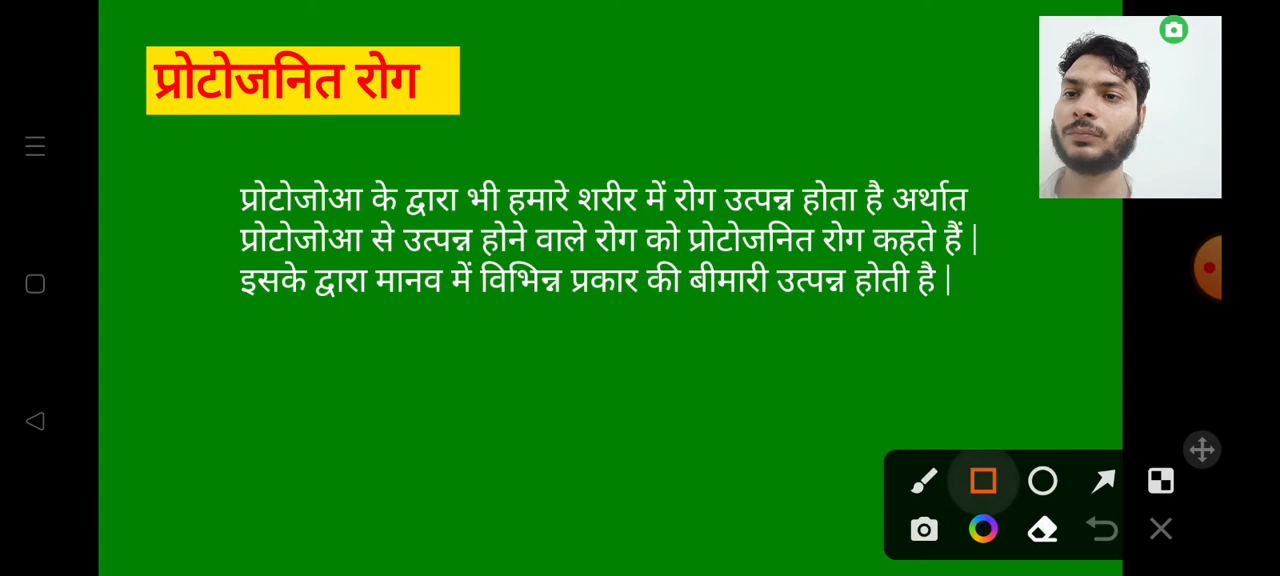 प्रोटोजनित रोग
प्रोटोजोआ के द्वारा भी हमारे शरीर में रोग उत्पन्न होता है अर्थात
प्रोटोजोआ से उत्पन्न होने वाले रोग को प्रोटोजनित रोग कहते हैं |
इसके द्वारा मानव में विभिन्न प्रकार की बीमारी उत्पन्न होती है |